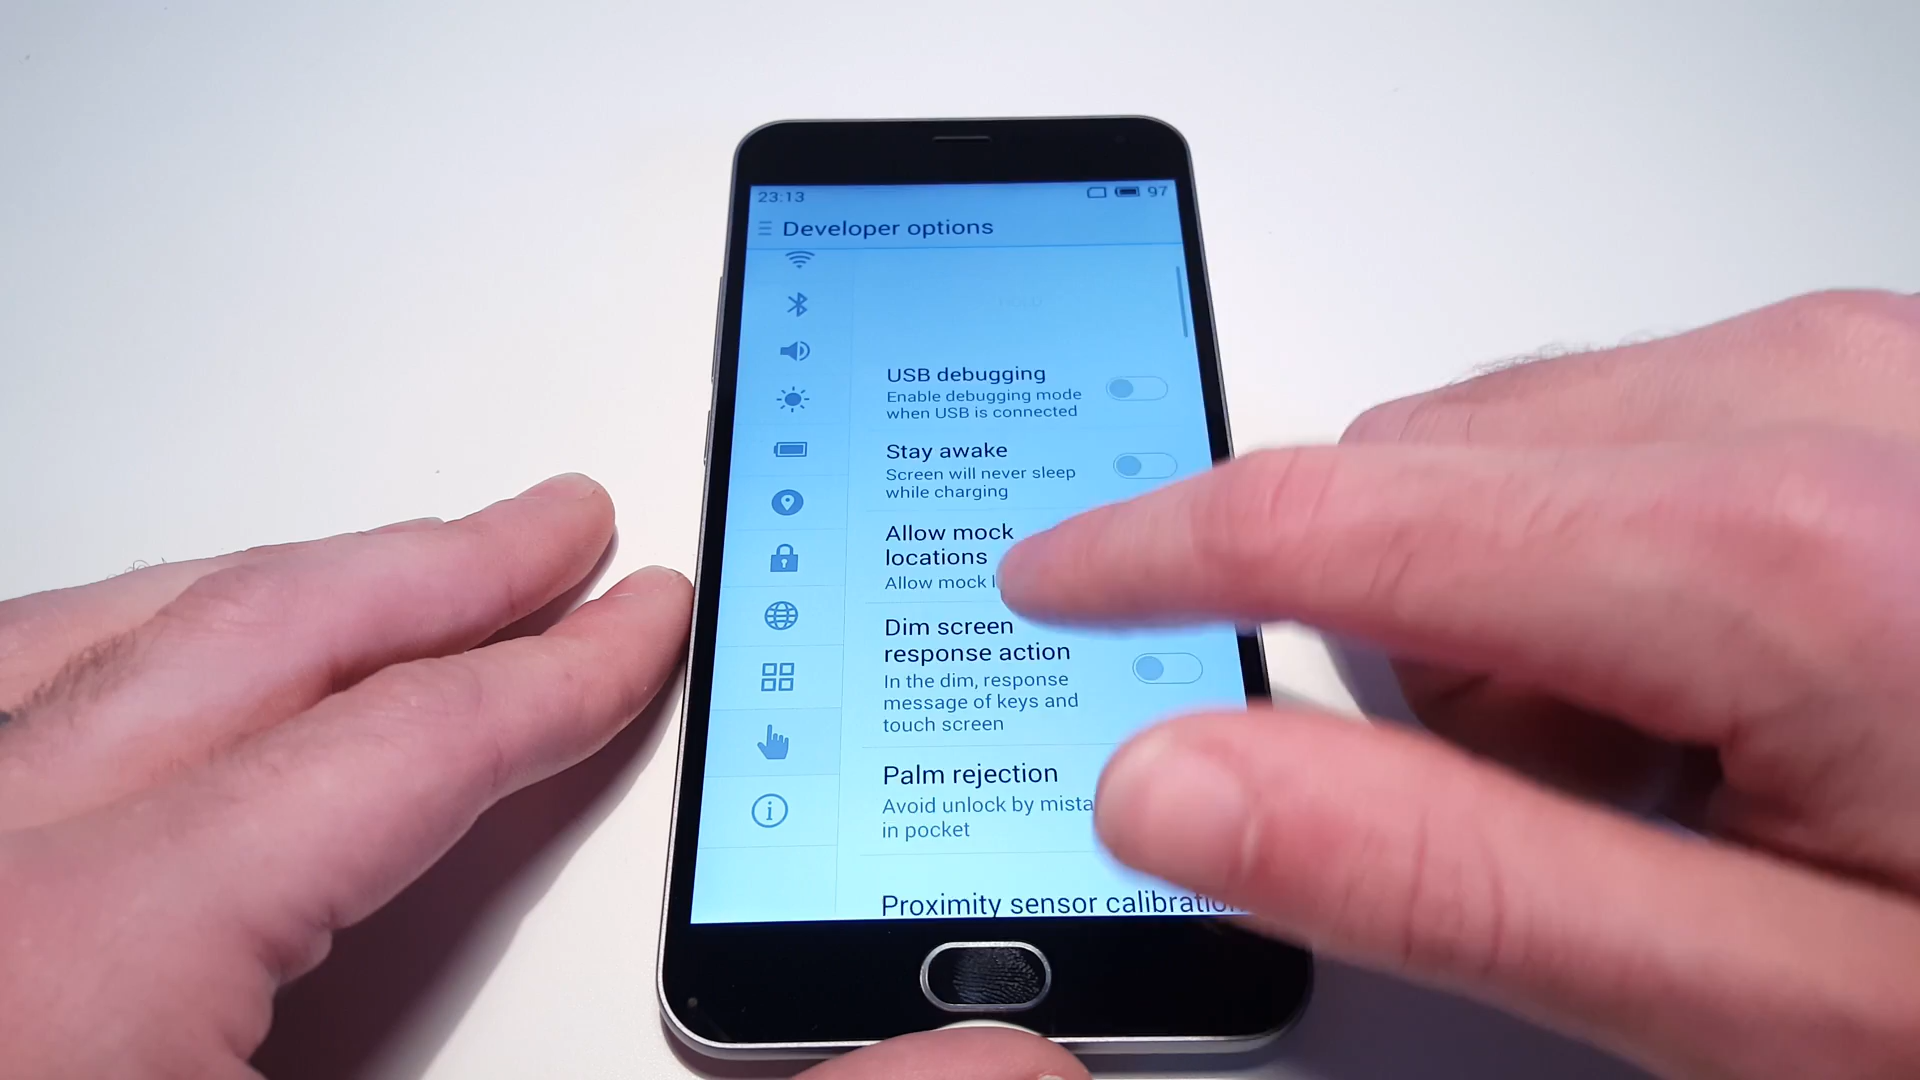 23:13
97
Developer options
USB debugging
Enable debugging mode
when USB is connected
Stay awake
Screen will never sleep
while charging
Allow mock
locations
Allow mock
Dim screen
response action
In the dim, response
message of keys and
touch screen
Palm rejection
Avoid unlock by
in pocket
Proximity sensor